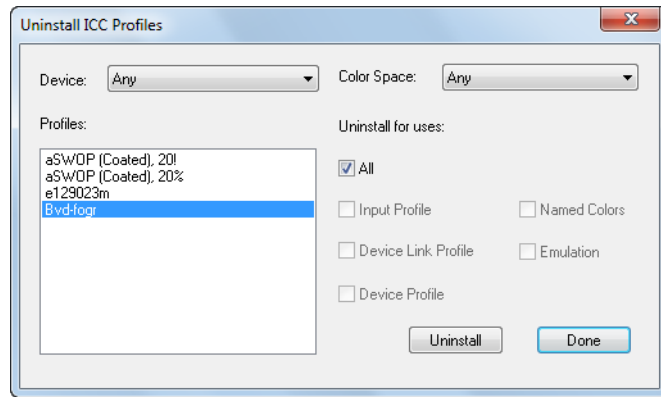 Uninstall ICC Profiles
Device: Any
Color Space: Any
Profiles:
Uninstall for uses:
aSWOP (Coated), 20!
aSWOP (Coated), 20%
e129023m
Bvd-fogr
All
Input Profile
Named Colors
Device Link Profile
Emulation
Device Profile
Uninstall
Done